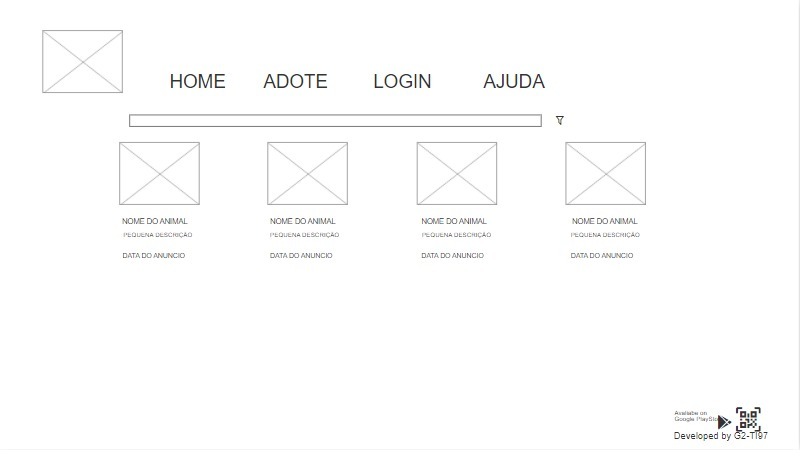 HOME ADOTE LOGIN AJUDA
NOME DO ANIMAL NOME DO ANIMAL NOME DO ANIMAL NOME DO ANIMAL
PEQUENA DESCRIÇÃO PEQUENA DESCRIÇÃO PEQUENA DESCRIÇÃO PEQUENA DESCRIÇÃO
DATA DO ANUNCIO DATA DO ANUNCIO DATA DO ANUNCIO DATA DO ANUNCIO
on
Google
Developed by G2-TI97